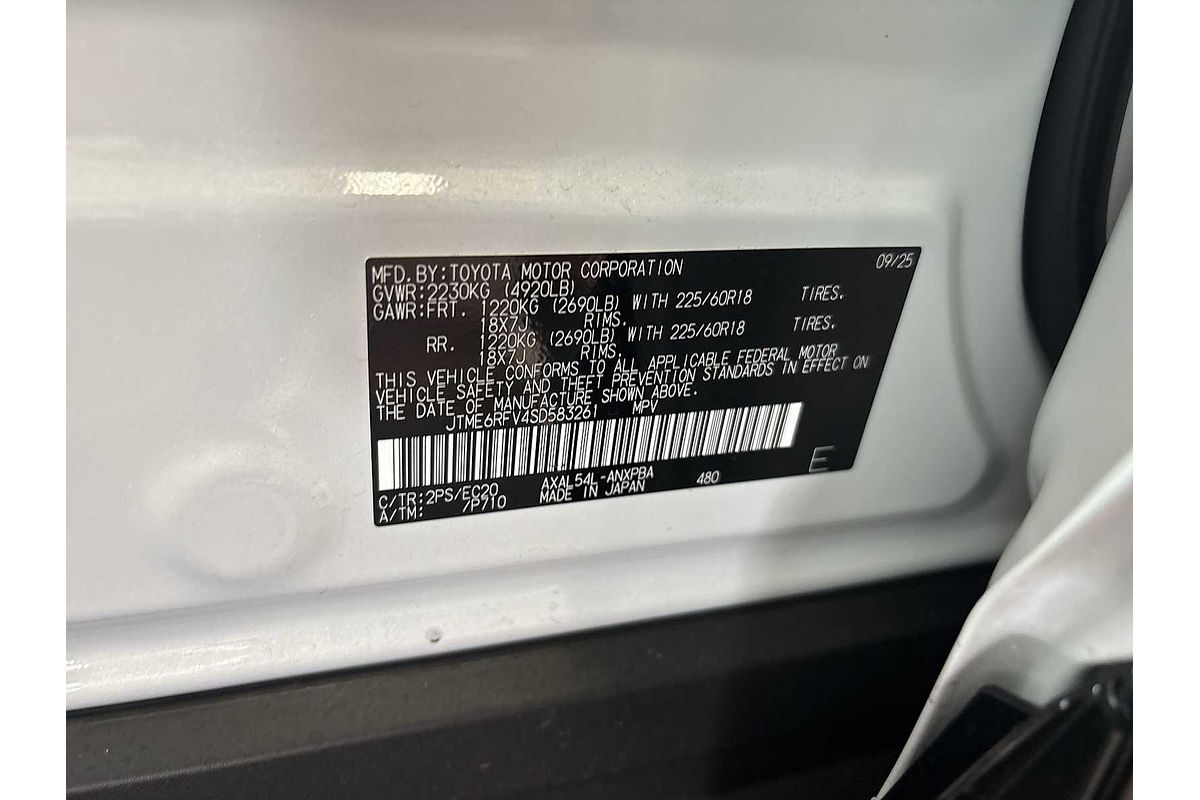 MFD.BY:TOYOTA MOTOR CORPORATION 09/25
GVWR:2230KG (4920LB)
GAWR:FRT. 1220KG (2690LB) WITH 225/60R18 TIRES.
18X7J RIMS.
RR. 1220KG (2690LB) WITH 225/60R18 TIRES.
18X7J RIMS.
THIS VEHICLE CONFORMS TO ALL APPLICABLE FEDERAL MOTOR
VEHICLE SAFETY AND THEFT PREVENTION STANDARDS IN EFFECT ON
THE DATE OF MANUFACTURE SHOWN ABOVE.
JTME6RFV4SD583261 MPV
C/TR:2PS/EC20 AXAL54L-ANXPBA 480 E
A/TM: /P710 MADE IN JAPAN